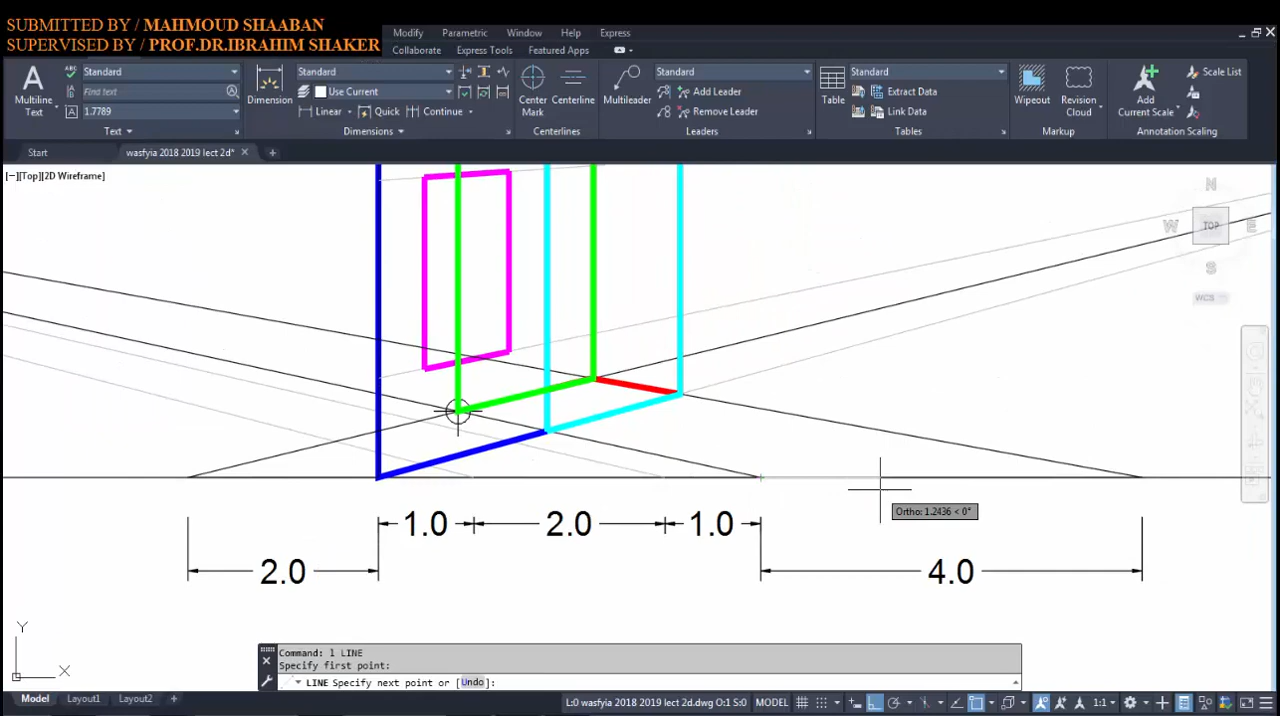 SUBMITTED BY / MAHMOUD SHAABAN
SUPERVISED BY / PROF.DR.IBRAHIM SHAKER
Modify Parametric Window Help Express
Collaborate Express Tools Featured Apps
A ABC Standard Standard Standard Standard Scale List
Find text Use Current Add Leader Extract Data
Multiline Text Dimension Center Mark Centerline Multileader Table Wipeout Revision Cloud Add Current Scale
A 1.7789 Linear Quick Continue Remove Leader Link Data
Text Dimensions Centerlines Leaders Tables Markup Annotation Scaling
Start wasfyia 2018 2019 lect 2d*
[−][Top][2D Wireframe]
N
W TOP E
S
WCS
Ortho: 1.2436 < 0°
1.0 2.0 1.0
2.0 4.0
Y
X
Command: l LINE
Specify first point:
LINE Specify next point or [Undo]:
Model Layout1 Layout2 + L:0 wasfyia 2018 2019 lect 2d.dwg O:1 S:0 MODEL 1:1